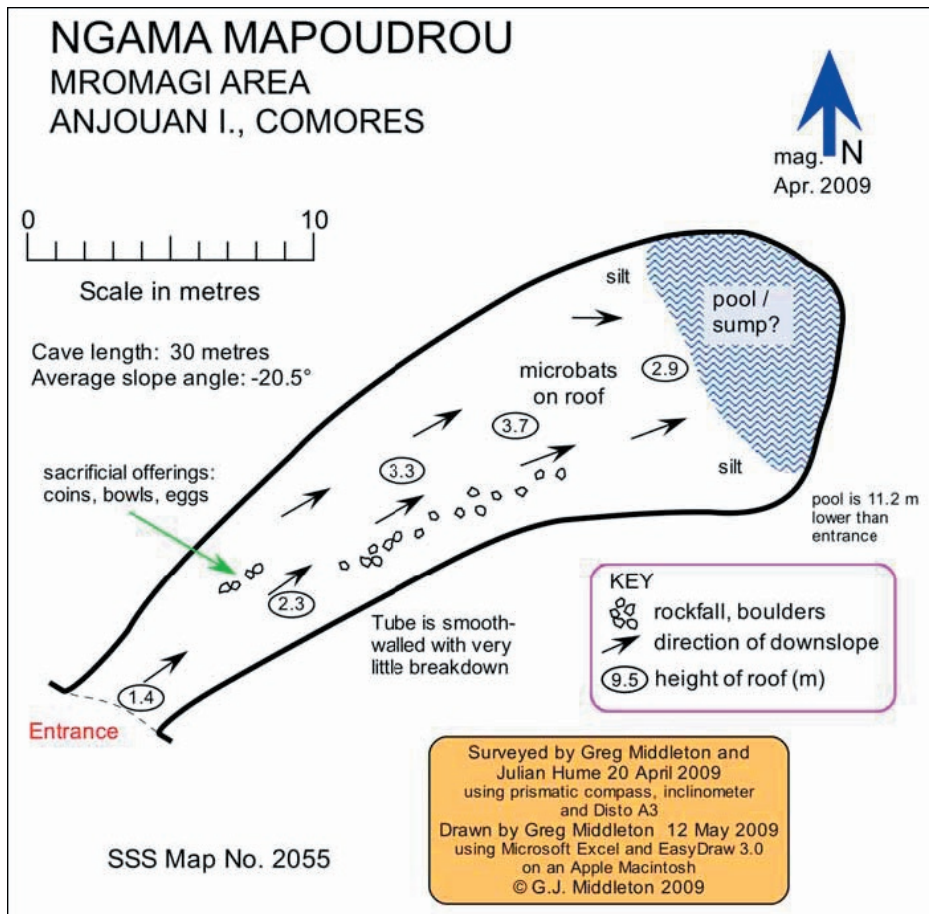 NGAMA MAPOUDROU
MROMAGI AREA
ANJOUAN I., COMORES
mag. N
Apr. 2009
0 10
Scale in metres
Cave length: 30 metres
Average slope angle: -20.5°
silt
pool /
sump?
microbats
on roof
2.9
3.7
3.3
sacrificial offerings:
coins, bowls, eggs
silt
pool is 11.2 m
lower than
entrance
2.3
Tube is smooth-
walled with very
little breakdown
1.4
Entrance
KEY
rockfall, boulders
direction of downslope
9.5 height of roof (m)
Surveyed by Greg Middleton and
Julian Hume 20 April 2009
using prismatic compass, inclinometer
and Disto A3
Drawn by Greg Middleton 12 May 2009
using Microsoft Excel and EasyDraw 3.0
on an Apple Macintosh
© G.J. Middleton 2009
SSS Map No. 2055